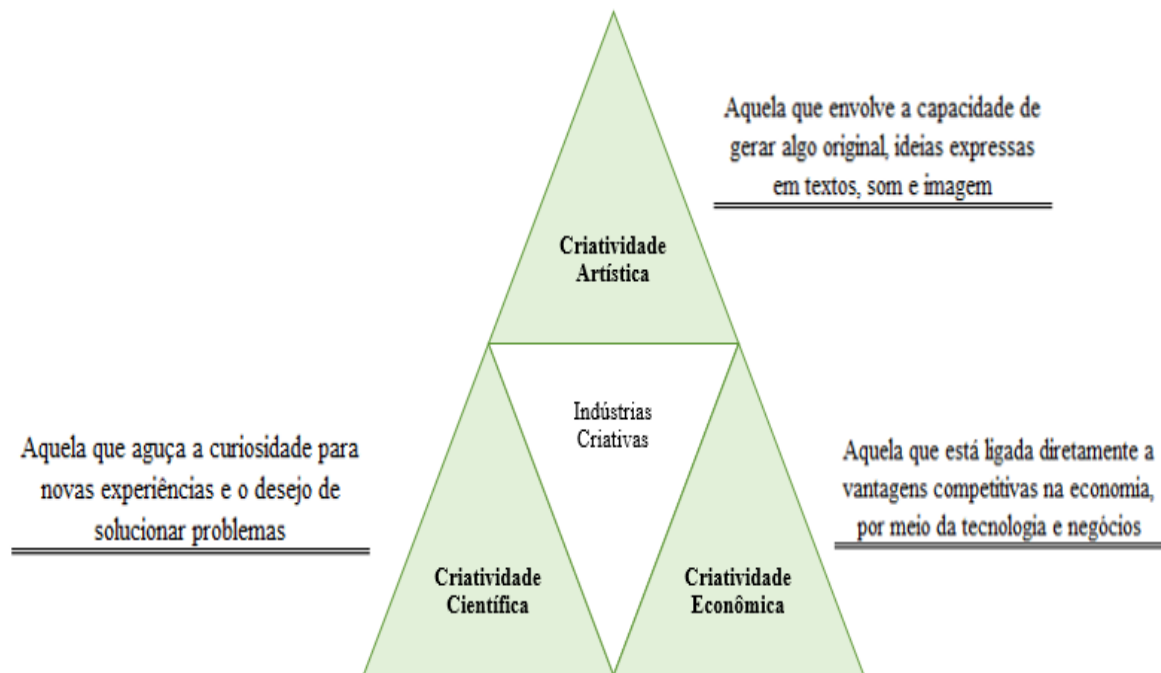 Aquela que envolve a capacidade de
gerar algo original, ideias expressas
em textos, som e imagem
Criatividade
Artística
Indústrias
Criativas
Aquela que aguça a curiosidade para
novas experiências e o desejo de
solucionar problemas
Aquela que está ligada diretamente a
vantagens competitivas na economia,
por meio da tecnologia e negócios
Criatividade
Científica
Criatividade
Econômica